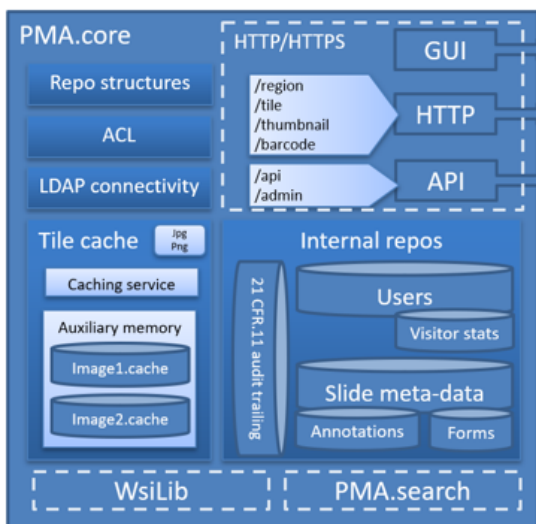 PMA.core
Repo structures
ACL
LDAP connectivity
HTTP/HTTPS
GUI
/region
/tile
/thumbnail
/barcode
HTTP
/api
/admin
API
Tile cache
Jpg
Png
Caching service
Auxiliary memory
Image1.cache
Image2.cache
Internal repos
21 CFR.11 audit trailing
Users
Visitor stats
Slide meta-data
Annotations
Forms
WsiLib
PMA.search